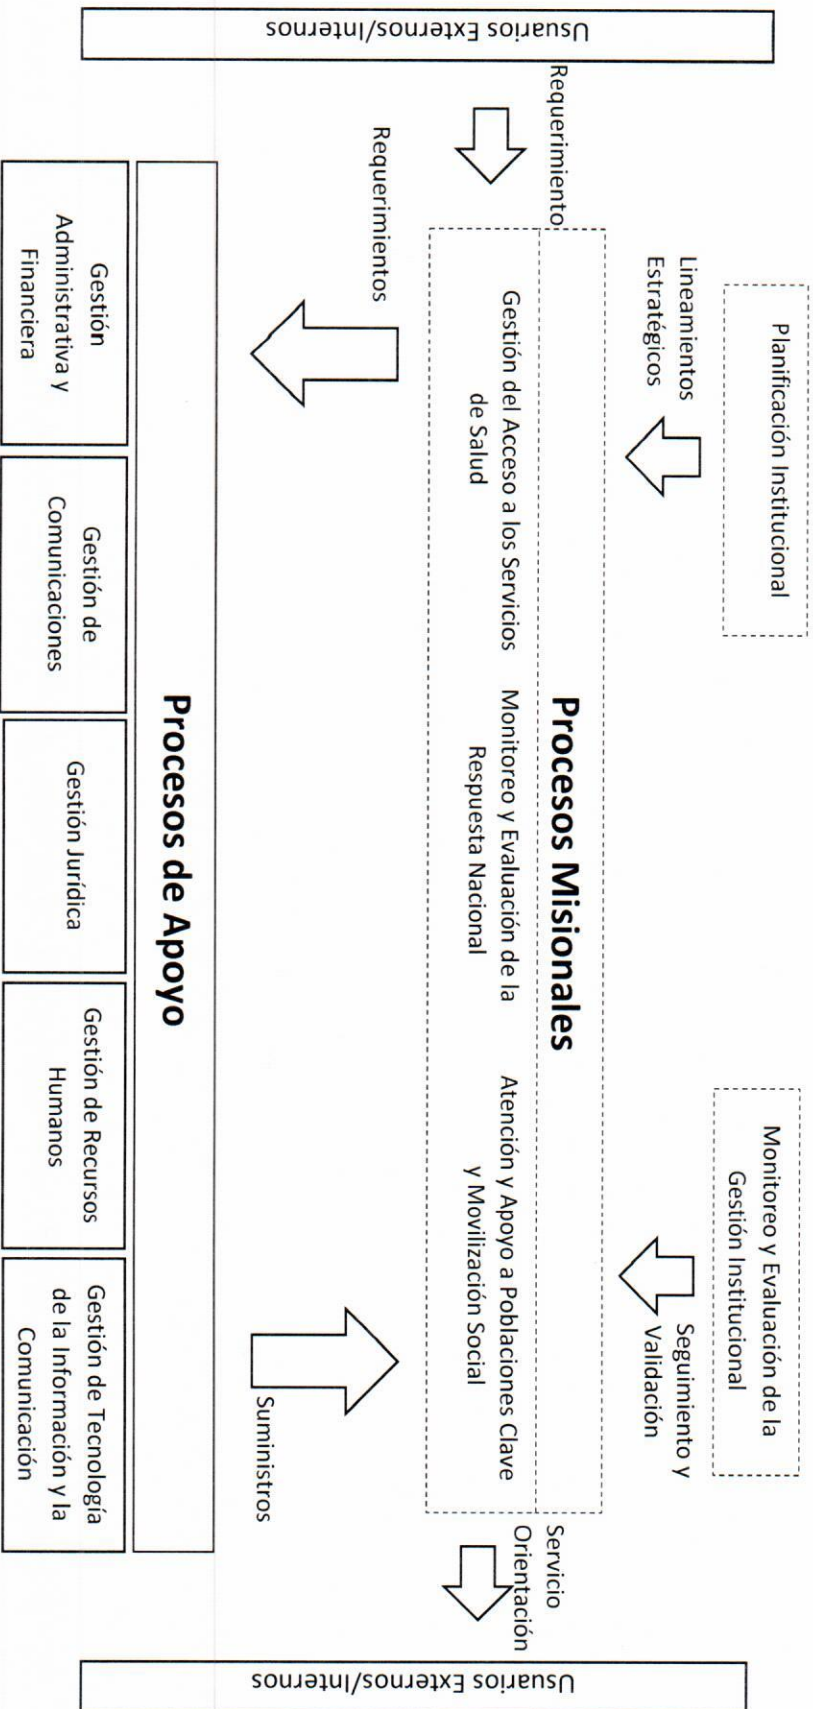 Usuarios Externos/Internos
Planificación Institucional
Monitoreo y Evaluación de la
Gestión Institucional
Lineamientos
Estratégicos
Seguimiento y
Validación
Requerimiento
Procesos Misionales
Servicio
Orientación
Gestión del Acceso a los Servicios
de Salud
Monitoreo y Evaluación de la
Respuesta Nacional
Atención y Apoyo a Poblaciones Clave
y Movilización Social
Requerimientos
Suministros
Procesos de Apoyo
Gestión
Administrativa y
Financiera
Gestión de
Comunicaciones
Gestión Jurídica
Gestión de Recursos
Humanos
Gestión de Tecnología
de la Información y la
Comunicación
Usuarios Externos/Internos